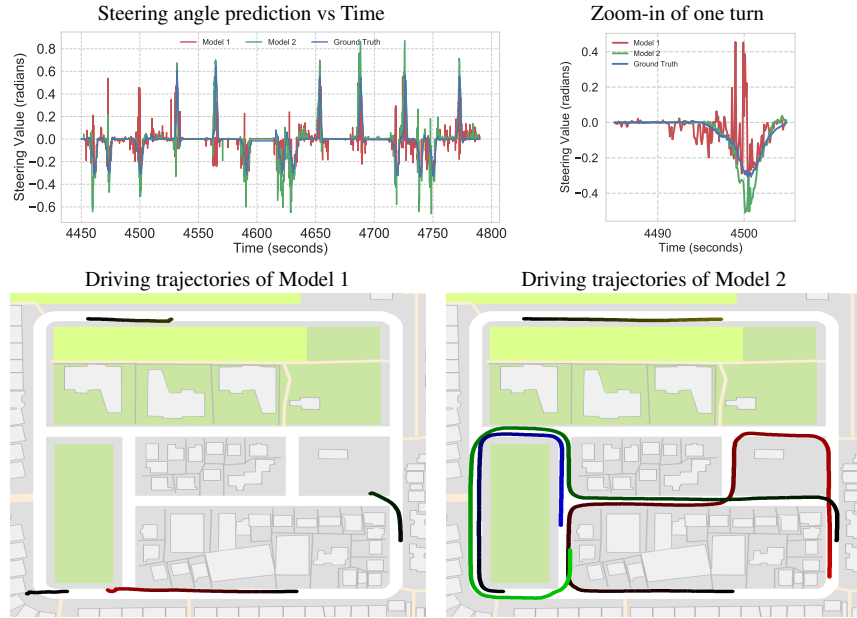 Steering angle prediction vs Time
Zoom-in of one turn
Model 1 Model 2 Ground Truth
0.8
0.6
0.4
0.2
0.0
−0.2
−0.4
−0.6
Steering Value (radians)
4450 4500 4550 4600 4650 4700 4750 4800
Time (seconds)
Model 1
Model 2
Ground Truth
0.4
0.2
0.0
−0.2
−0.4
Steering Value (radians)
4490 4500
Time (seconds)
Driving trajectories of Model 1
Driving trajectories of Model 2